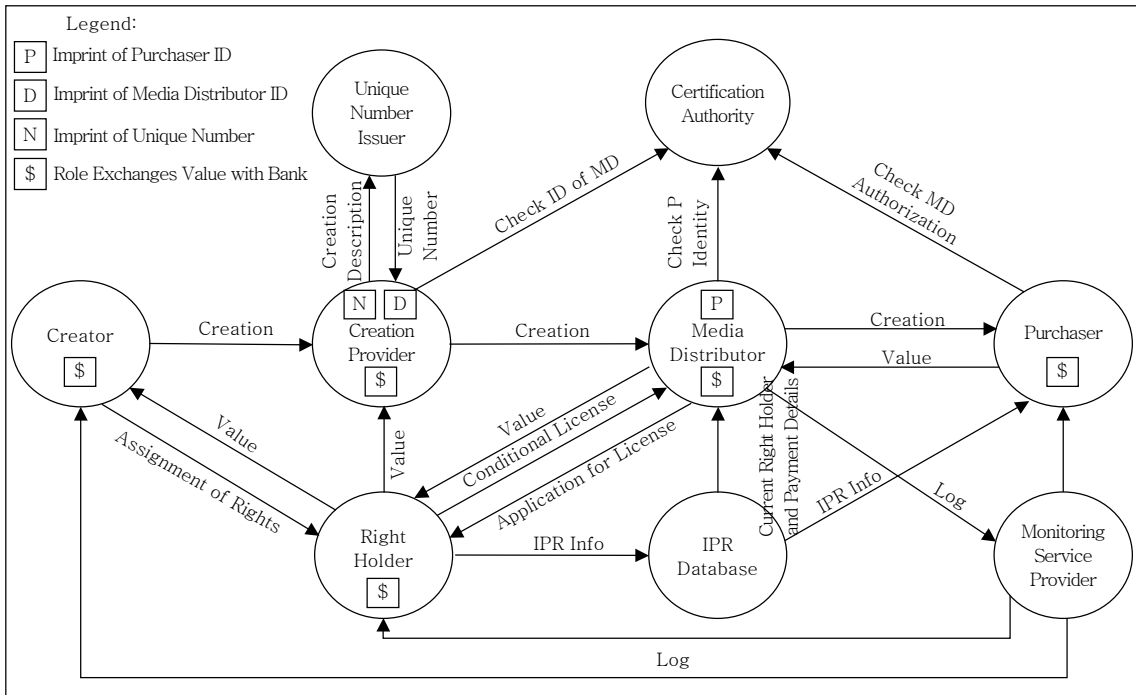 Legend:
P Imprint of Purchaser ID
D Imprint of Media Distributor ID
N Imprint of Unique Number
$ Role Exchanges Value with Bank
Unique
Number
Issuer
Certification
Authority
Creation
Description
Unique
Number
Check ID of MD
Check P
Identity
Check MD
Authorization
Creator
$
Creation
N D
Creation
Provider
$
Creation
P
Media
Distributor
$
Creation
Value
Purchaser
$
Value
Assignment of Rights
Value
Value
Conditional License
Application for License
Current Right Holder
and Payment Details
IPR Info
Log
Right
Holder
$
IPR Info
IPR
Database
Monitoring
Service
Provider
Log